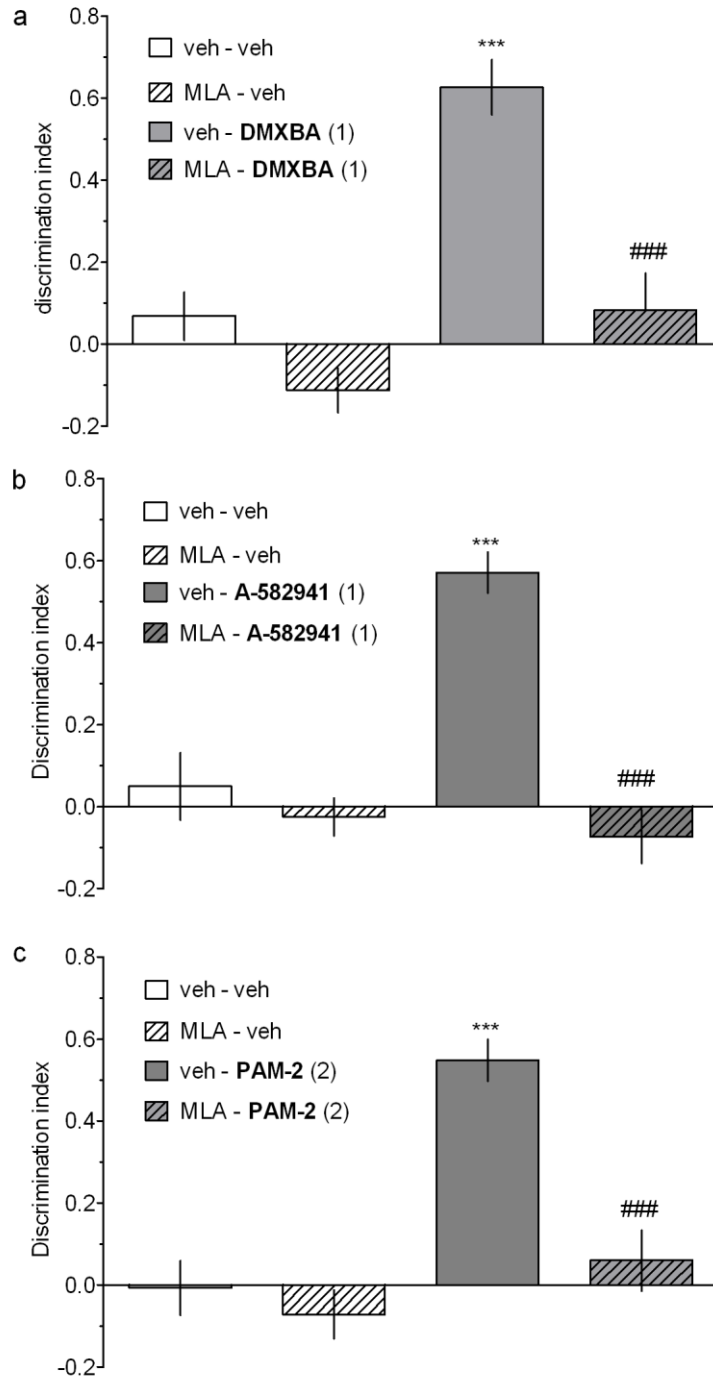 a
0.8
0.6
0.4
0.2
0.0
-0.2
discrimination index
veh - veh
MLA - veh
veh - DMXBA (1)
MLA - DMXBA (1)
***
###
b
0.8
0.6
0.4
0.2
0.0
-0.2
Discrimination index
veh - veh
MLA - veh
veh - A-582941 (1)
MLA - A-582941 (1)
***
###
c
0.8
0.6
0.4
0.2
0.0
-0.2
Discrimination index
veh - veh
MLA - veh
veh - PAM-2 (2)
MLA - PAM-2 (2)
***
###